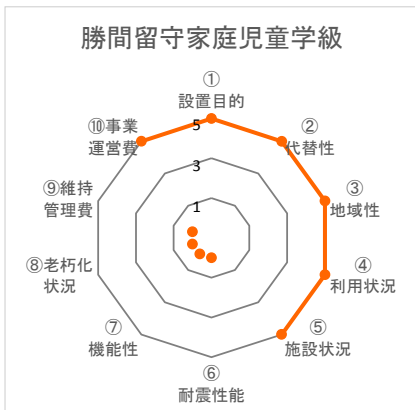 勝間留守家庭児童学級
①
設置目的
②
代替性
③
地域性
④
利用状況
⑤
施設状況
⑥
耐震性能
⑦
機能性
⑧老朽化
状況
⑨維持
管理費
⑩事業
運営費
5
3
1